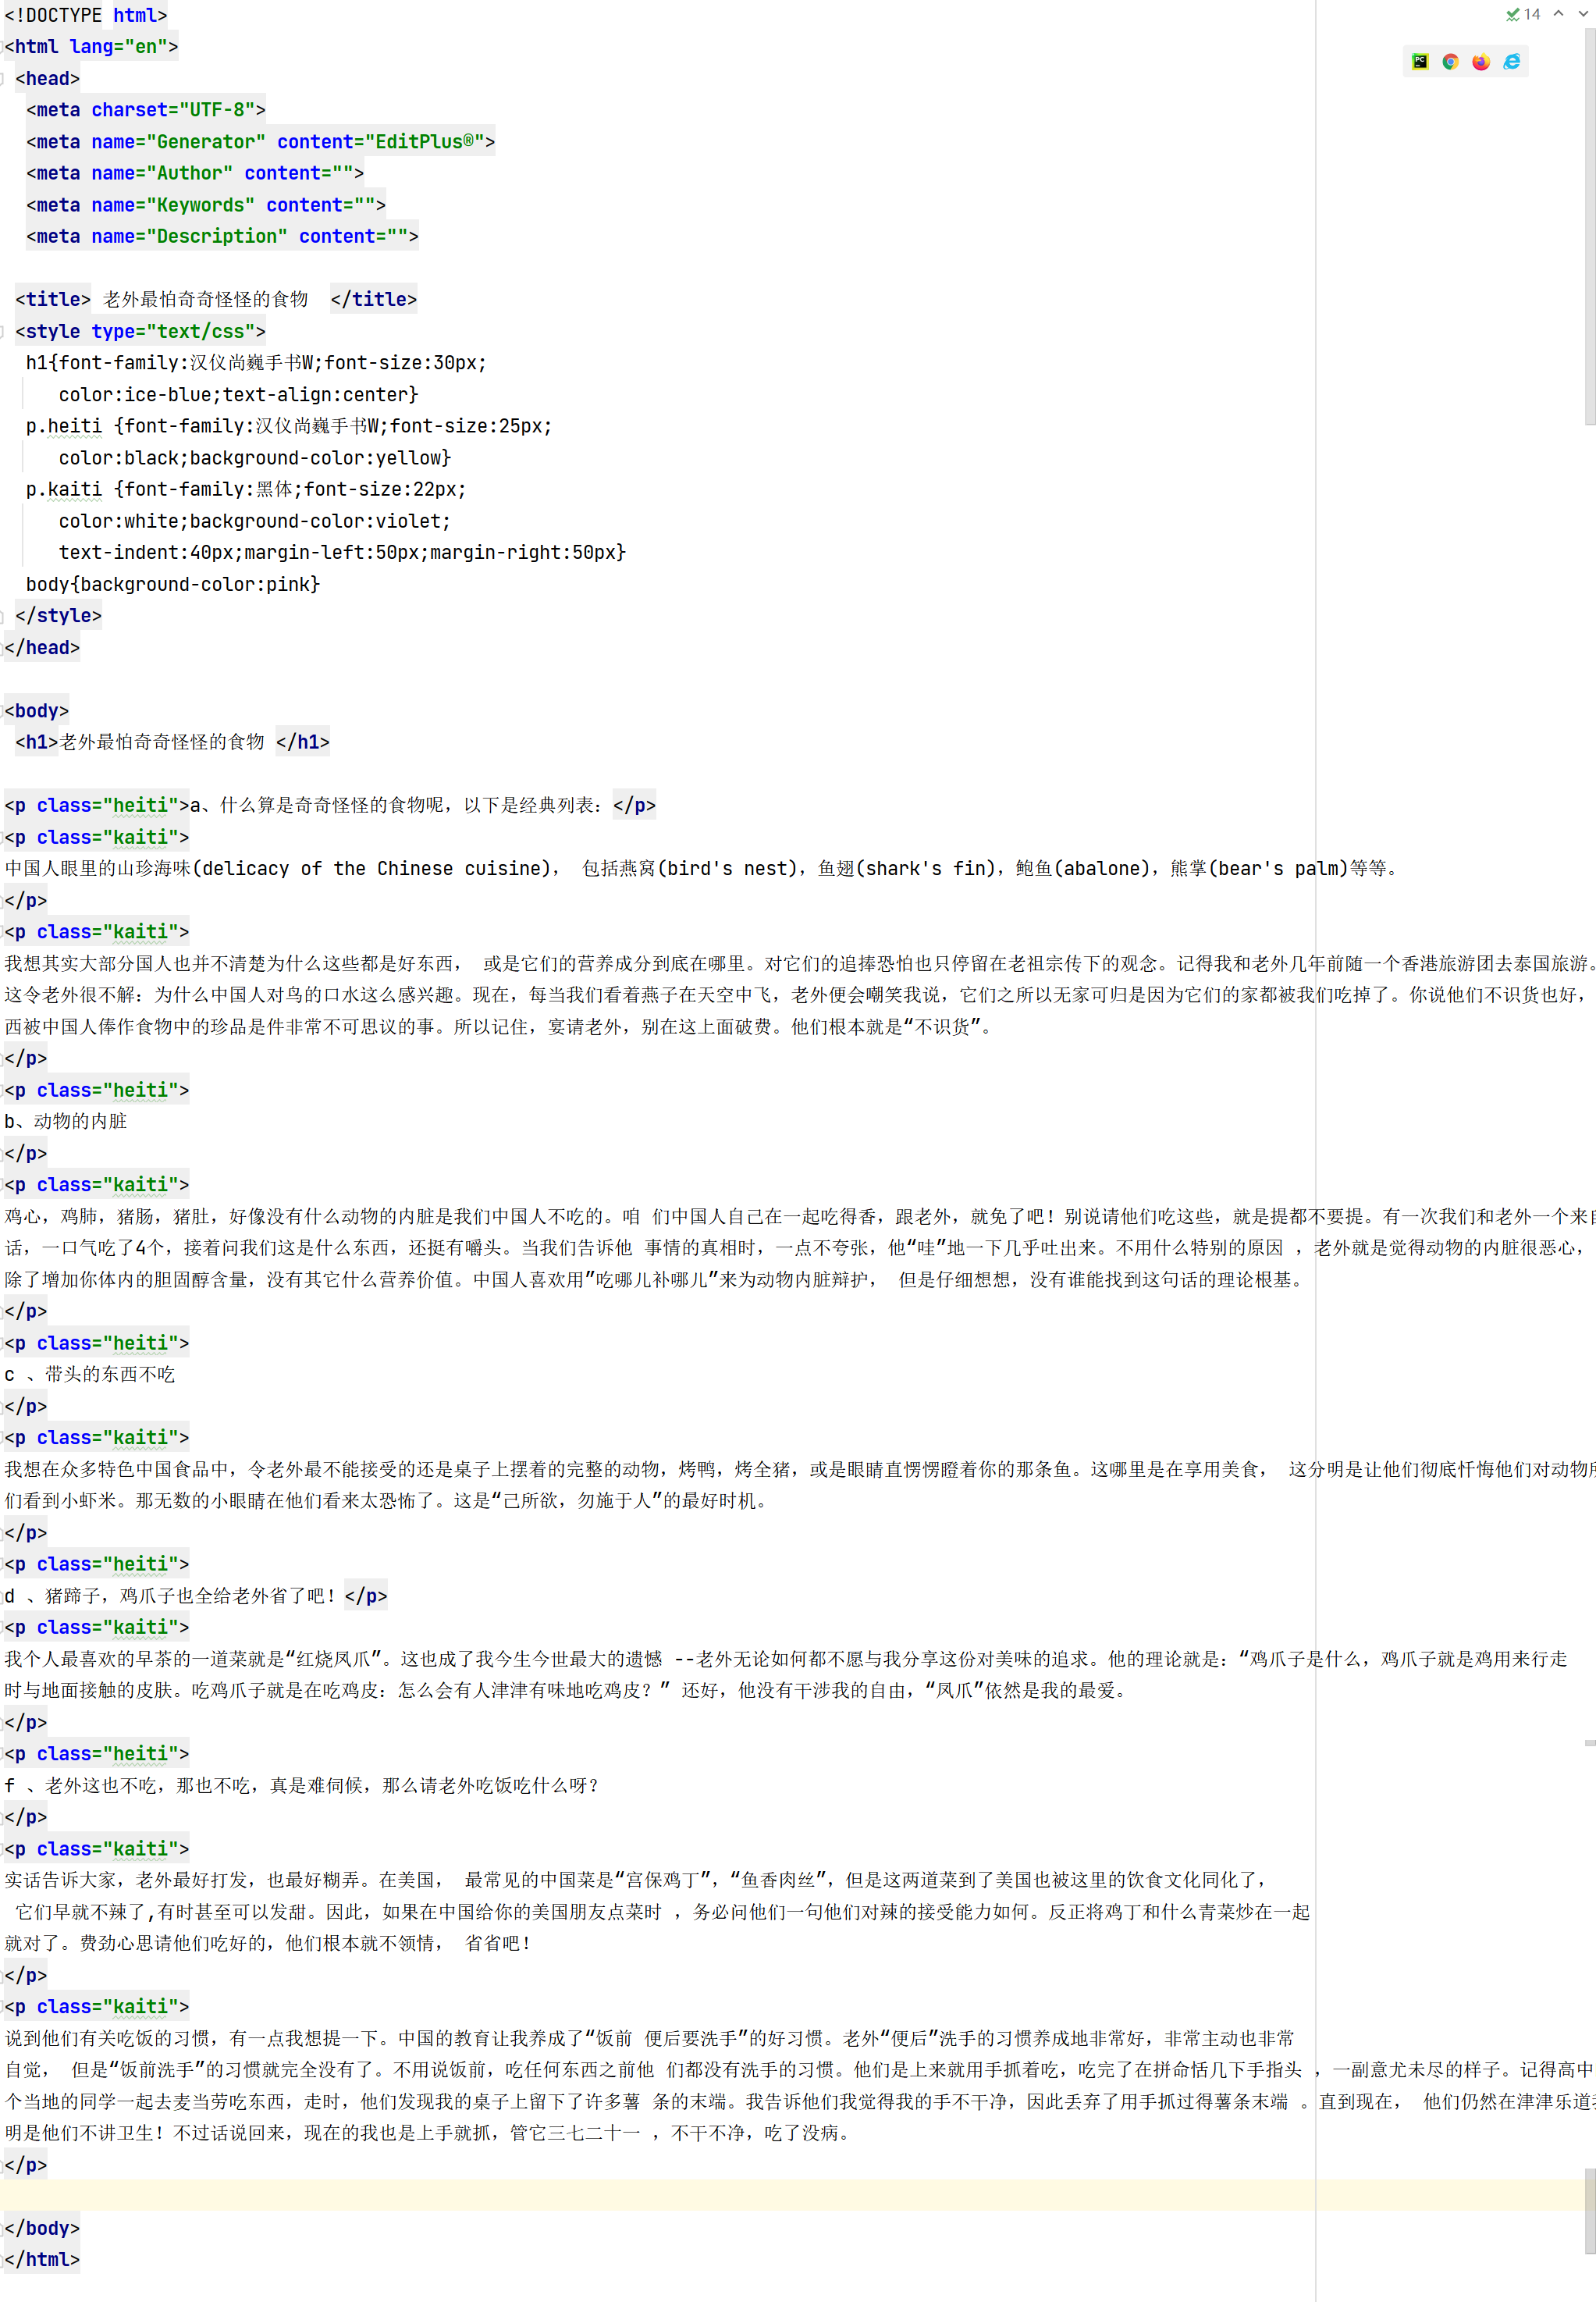 <!DOCTYPE html>
14
<html lang="en">
PC
<head>
<meta charset="UTF-8">
<meta name="Generator" content="EditPlus®">
<meta name="Author" content="">
<meta name="Keywords" content="">
<meta name="Description" content="">
<title> 老外最怕奇奇怪怪的食物  </title>
<style type="text/css">
h1{font-family:汉仪尚巍手书W;font-size:30px;
color:ice-blue;text-align:center}
p.heiti {font-family:汉仪尚巍手书W;font-size:25px;
color:black;background-color:yellow}
p.kaiti {font-family:黑体;font-size:22px;
color:white;background-color:violet;
text-indent:40px;margin-left:50px;margin-right:50px}
body{background-color:pink}
</style>
</head>
<body>
<h1>老外最怕奇奇怪怪的食物 </h1>
<p class="heiti">a、什么算是奇奇怪怪的食物呢，以下是经典列表：</p>
<p class="kaiti">
中国人眼里的山珍海味(delicacy of the Chinese cuisine)， 包括燕窝(bird's nest)，鱼翅(shark's fin)，鲍鱼(abalone)，熊掌(bear's palm)等等。
</p>
<p class="kaiti">
我想其实大部分国人也并不清楚为什么这些都是好东西， 或是它们的营养成分到底在哪里。对它们的追捧恐怕也只停留在老祖宗传下的观念。记得我和老外几年前随一个香港旅游团去泰国旅游。
这令老外很不解：为什么中国人对鸟的口水这么感兴趣。现在，每当我们看着燕子在天空中飞，老外便会嘲笑我说，它们之所以无家可归是因为它们的家都被我们吃掉了。你说他们不识货也好，
西被中国人俸作食物中的珍品是件非常不可思议的事。所以记住，宴请老外，别在这上面破费。他们根本就是“不识货”。
</p>
<p class="heiti">
b、动物的内脏
</p>
<p class="kaiti">
鸡心，鸡肺，猪肠，猪肚，好像没有什么动物的内脏是我们中国人不吃的。咱 们中国人自己在一起吃得香，跟老外，就免了吧！别说请他们吃这些，就是提都不要提。有一次我们和老外一个来自
话，一口气吃了4个，接着问我们这是什么东西，还挺有嚼头。当我们告诉他 事情的真相时，一点不夸张，他“哇”地一下几乎吐出来。不用什么特别的原因 ，老外就是觉得动物的内脏很恶心，
除了增加你体内的胆固醇含量，没有其它什么营养价值。中国人喜欢用”吃哪儿补哪儿”来为动物内脏辩护， 但是仔细想想，没有谁能找到这句话的理论根基。
</p>
<p class="heiti">
c 、带头的东西不吃
</p>
<p class="kaiti">
我想在众多特色中国食品中，令老外最不能接受的还是桌子上摆着的完整的动物，烤鸭，烤全猪，或是眼睛直愣愣瞪着你的那条鱼。这哪里是在享用美食， 这分明是让他们彻底忏悔他们对动物所
们看到小虾米。那无数的小眼睛在他们看来太恐怖了。这是“己所欲，勿施于人”的最好时机。
</p>
<p class="heiti">
d 、猪蹄子，鸡爪子也全给老外省了吧！</p>
<p class="kaiti">
我个人最喜欢的早茶的一道菜就是“红烧凤爪”。这也成了我今生今世最大的遗憾 --老外无论如何都不愿与我分享这份对美味的追求。他的理论就是：“鸡爪子是什么，鸡爪子就是鸡用来行走
时与地面接触的皮肤。吃鸡爪子就是在吃鸡皮：怎么会有人津津有味地吃鸡皮？” 还好，他没有干涉我的自由，“凤爪”依然是我的最爱。
</p>
<p class="heiti">
f 、老外这也不吃，那也不吃，真是难伺候，那么请老外吃饭吃什么呀？
</p>
<p class="kaiti">
实话告诉大家，老外最好打发，也最好糊弄。在美国， 最常见的中国菜是“宫保鸡丁”，“鱼香肉丝”，但是这两道菜到了美国也被这里的饮食文化同化了，
它们早就不辣了,有时甚至可以发甜。因此，如果在中国给你的美国朋友点菜时 ，务必问他们一句他们对辣的接受能力如何。反正将鸡丁和什么青菜炒在一起
就对了。费劲心思请他们吃好的，他们根本就不领情， 省省吧！
</p>
<p class="kaiti">
说到他们有关吃饭的习惯，有一点我想提一下。中国的教育让我养成了“饭前 便后要洗手”的好习惯。老外“便后”洗手的习惯养成地非常好，非常主动也非常
自觉， 但是“饭前洗手”的习惯就完全没有了。不用说饭前，吃任何东西之前他 们都没有洗手的习惯。他们是上来就用手抓着吃，吃完了在拼命恬几下手指头 ，一副意尤未尽的样子。记得高中
个当地的同学一起去麦当劳吃东西，走时，他们发现我的桌子上留下了许多薯 条的末端。我告诉他们我觉得我的手不干净，因此丢弃了用手抓过得薯条末端 。直到现在， 他们仍然在津津乐道
明是他们不讲卫生！不过话说回来，现在的我也是上手就抓，管它三七二十一 ，不干不净，吃了没病。
</p>
</body>
</html>